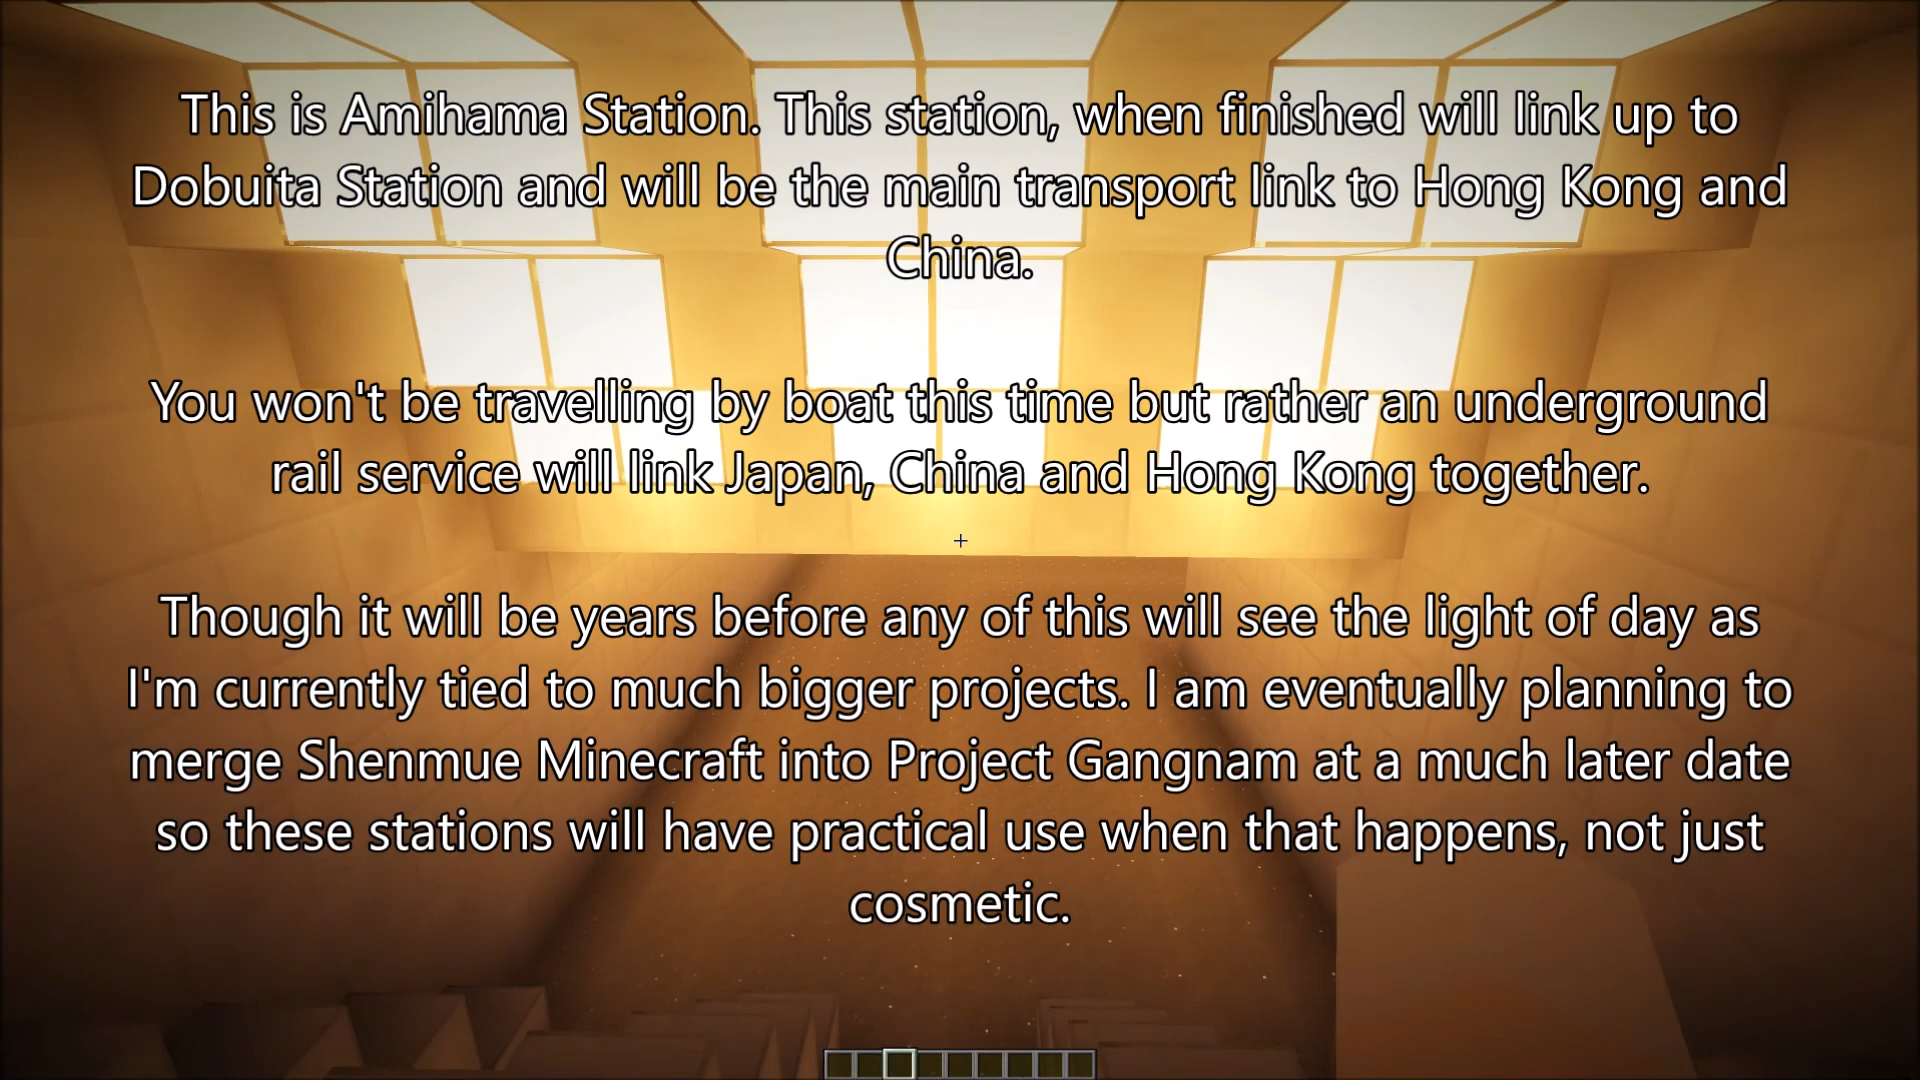 This is Amihama Station. This station, when finished will link up to
Dobuita Station and will be the main transport link to Hong Kong and
China.
You won't be travelling by boat this time but rather an underground
rail service will link Japan, China and Hong Kong together.
Though it will be years before any of this will see the light of day as
I'm currently tied to much bigger projects. I am eventually planning to
merge Shenmue Minecraft into Project Gangnam at a much later date
so these stations will have practical use when that happens, not just
cosmetic.